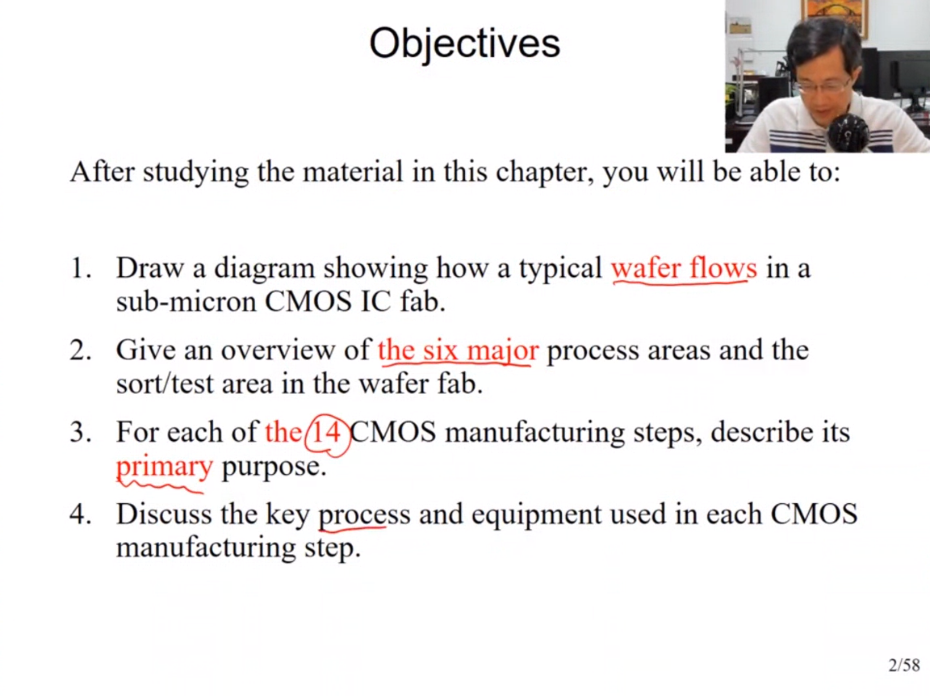 Objectives
After studying the material in this chapter, you will be able to:
1. Draw a diagram showing how a typical wafer flows in a
sub-micron CMOS IC fab.
2. Give an overview of the six major process areas and the
sort/test area in the wafer fab.
3. For each of the 14 CMOS manufacturing steps, describe its
primary purpose.
4. Discuss the key process and equipment used in each CMOS
manufacturing step.
2/58